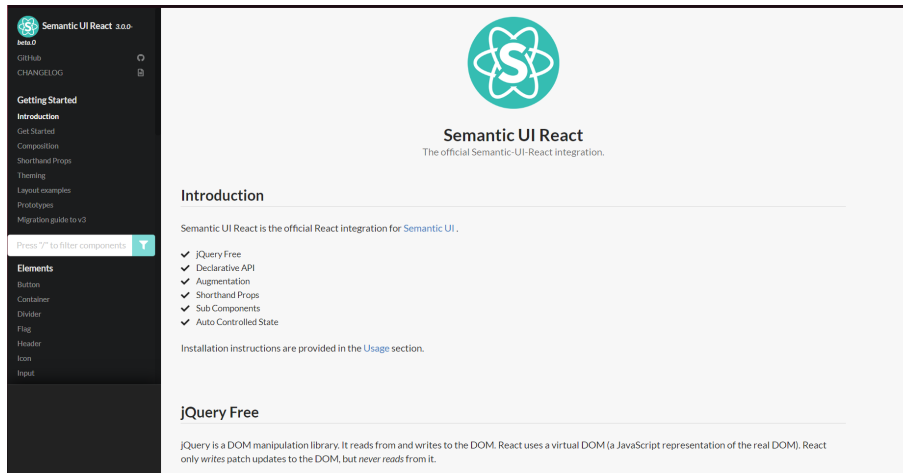 Semantic UI React 3.0.0-
beta.0
GitHub
CHANGELOG
Getting Started
Introduction
Get Started
Composition
Shorthand Props
Theming
Layout examples
Prototypes
Migration guide to v3
Press "/" to filter components
Elements
Button
Container
Divider
Flag
Header
Icon
Input
S
Semantic UI React
The official Semantic-UI-React integration.
Introduction
Semantic UI React is the official React integration for Semantic UI .
jQuery Free
Declarative API
Augmentation
Shorthand Props
Sub Components
Auto Controlled State
Installation instructions are provided in the Usage section.
jQuery Free
jQuery is a DOM manipulation library. It reads from and writes to the DOM. React uses a virtual DOM (a JavaScript representation of the real DOM). React
only writes patch updates to the DOM, but never reads from it.